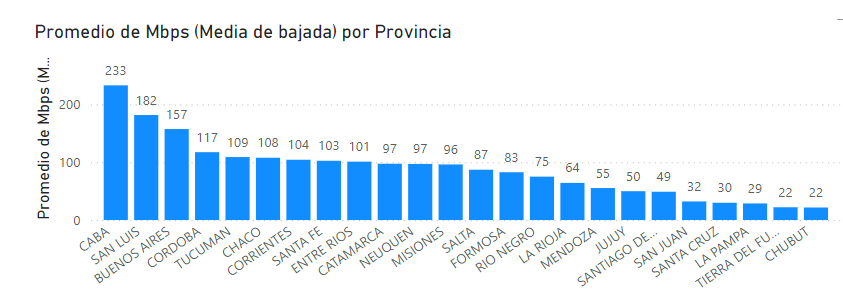 Promedio de Mbps (Media de bajada) por Provincia
Promedio de Mbps (M...
200
100
0
233
182
157
117
109
108
104
103
101
97
97
96
87
83
75
64
55
50
49
32
30
29
22
22
CABA
SAN LUIS
BUENOS AIRES
CORDOBA
TUCUMAN
CHACO
CORRIENTES
SANTA FE
ENTRE RIOS
CATAMARCA
NEUQUEN
MISIONES
SALTA
FORMOSA
RIO NEGRO
LA RIOJA
MENDOZA
JUJUY
SANTIAGO DE...
SAN JUAN
SANTA CRUZ
LA PAMPA
TIERRA DEL FU...
CHUBUT